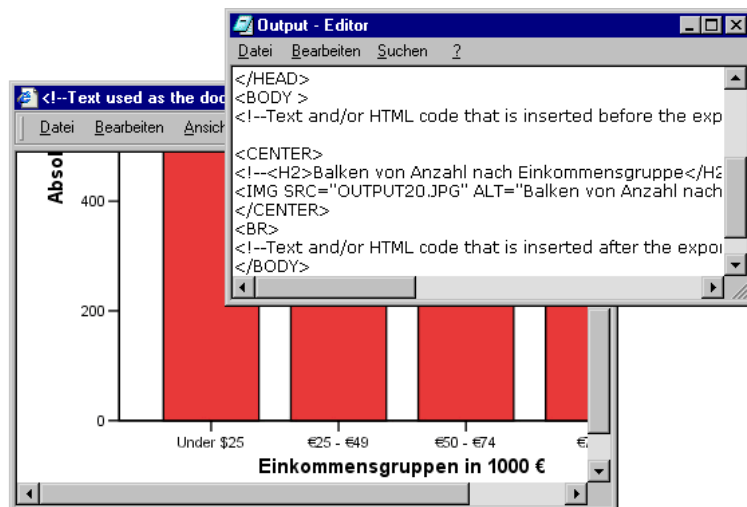 Output - Editor
Datei Bearbeiten Suchen ?
</HEAD>
<BODY >
<!--Text and/or HTML code that is inserted before the exp
<CENTER>
<!--<H2>Balken von Anzahl nach Einkommensgruppe</H2
<IMG SRC="OUTPUT20.JPG" ALT="Balken von Anzahl nach
</CENTER>
<BR>
<!--Text and/or HTML code that is inserted after the expor
</BODY>
<!--Text used as the doc
Datei Bearbeiten Ansich
Absol
400
200
0
Under $25 €25 - €49 €50 - €74
Einkommensgruppen in 1000 €